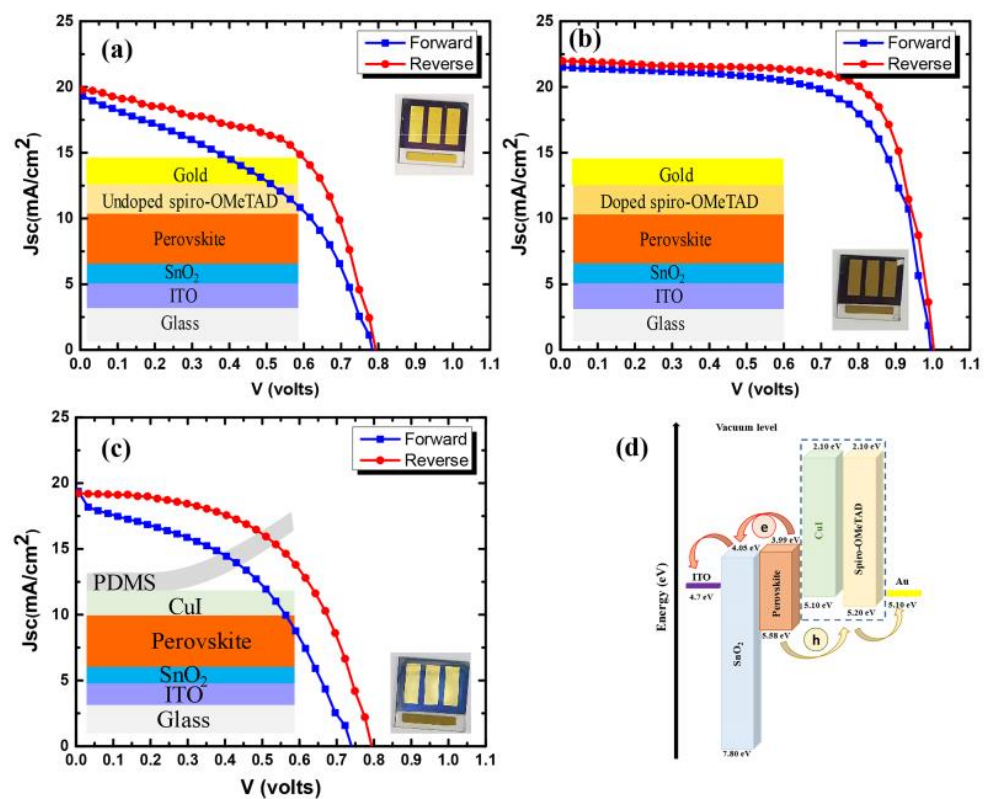 (a)
Forward
Reverse
25
20
15
10
5
0
Jsc(mA/cm²)
Gold
Undoped spiro-OMeTAD
Perovskite
SnO₂
ITO
Glass
0.0 0.1 0.2 0.3 0.4 0.5 0.6 0.7 0.8 0.9 1.0 1.1
V (volts)
(b)
Forward
Reverse
25
20
15
10
5
0
Jsc(mA/cm²)
Gold
Doped spiro-OMeTAD
Perovskite
SnO₂
ITO
Glass
0.0 0.1 0.2 0.3 0.4 0.5 0.6 0.7 0.8 0.9 1.0 1.1
V (volts)
(c)
Forward
Reverse
25
20
15
10
5
0
Jsc(mA/cm²)
PDMS
CuI
Perovskite
SnO₂
ITO
Glass
0.0 0.1 0.2 0.3 0.4 0.5 0.6 0.7 0.8 0.9 1.0 1.1
V (volts)
(d)
Vacuum level
Energy (eV)
2.10 eV
2.10 eV
e
4.05 eV
3.99 eV
ITO
4.7 eV
SnO₂
Perovskite
CuI
Spiro-OMeTAD
Au
5.10 eV
5.10 eV
5.20 eV
5.58 eV
h
7.80 eV